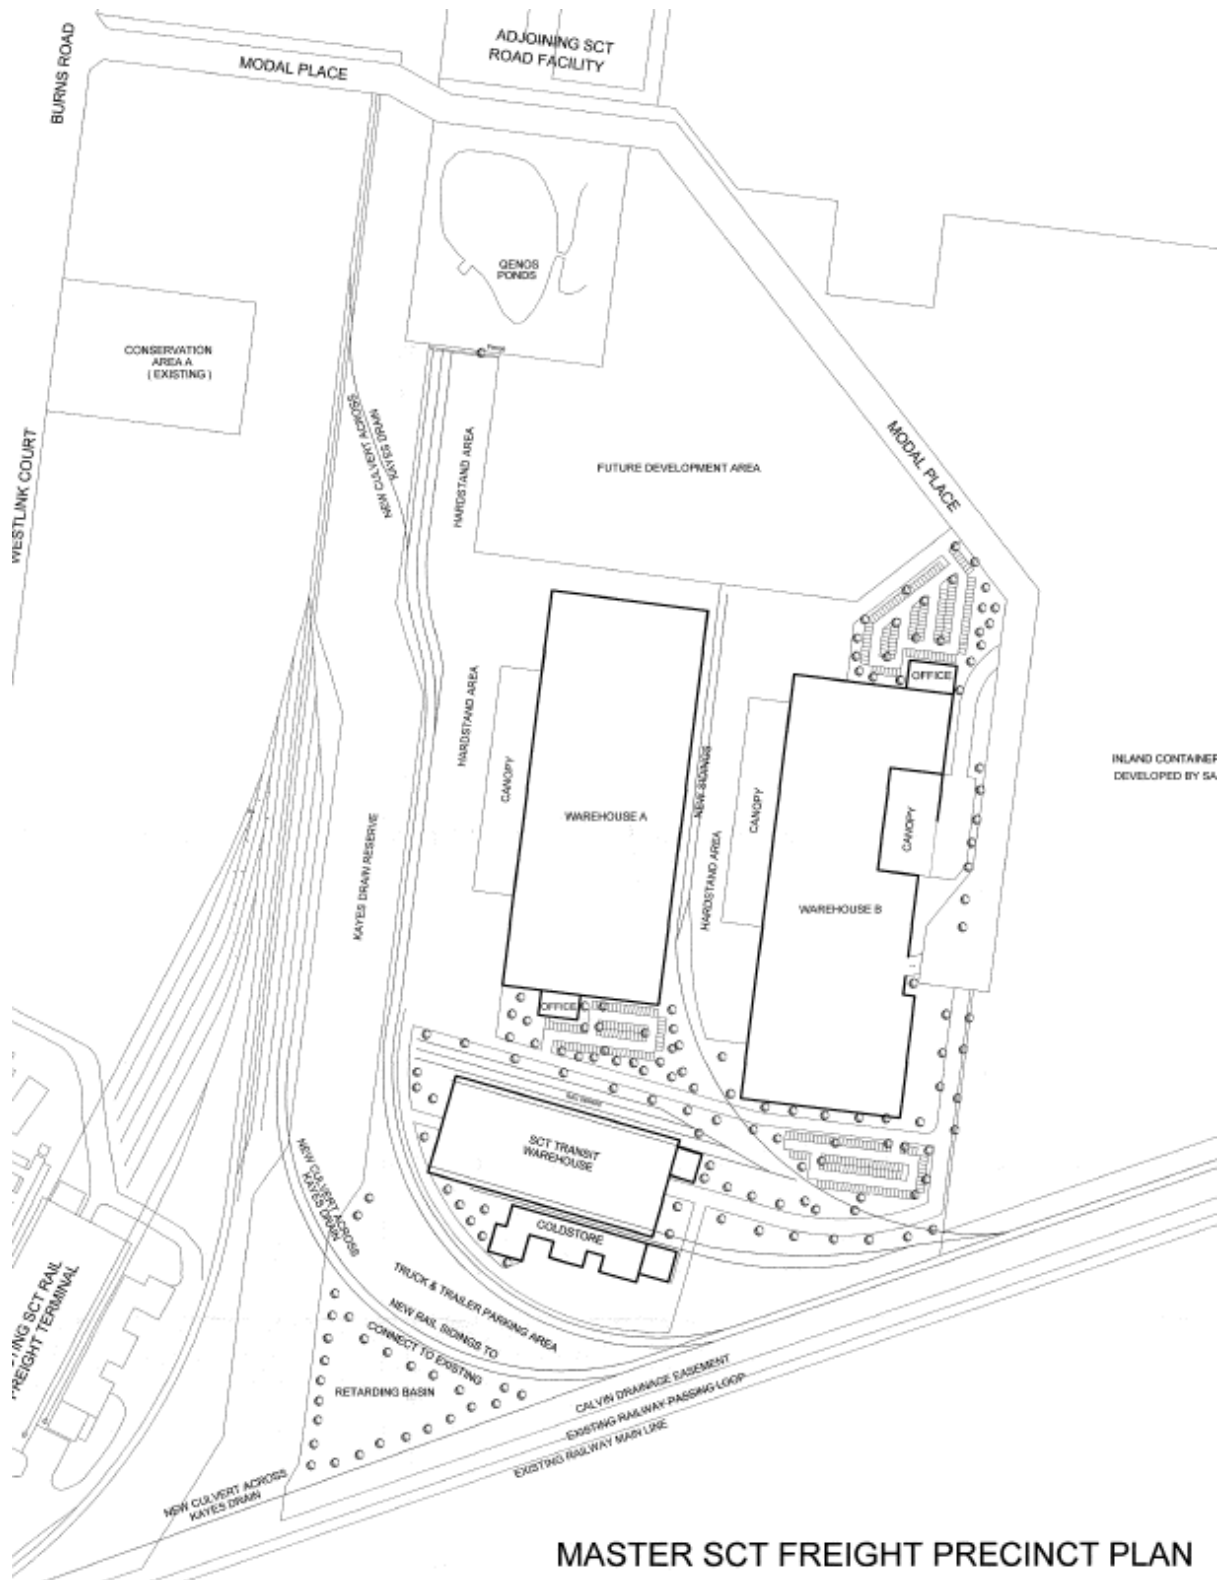 ADJOINING SCT
ROAD FACILITY
BURNS ROAD
MODAL PLACE
QENOS
PONDS
CONSERVATION
AREA A
( EXISTING )
NEW CULVERT ACROSS
KAYES DRAIN
HARDSTAND AREA
MODAL PLACE
FUTURE DEVELOPMENT AREA
WESTLINK COURT
OFFICE
HARDSTAND AREA
CANOPY
WAREHOUSE A
NEW SIDINGS
CANOPY
HARDSTAND AREA
CANOPY
WAREHOUSE B
INLAND CONTAINER
DEVELOPED BY SA
KAYES DRAIN RESERVE
OFFICE
SCT TRANSIT
WAREHOUSE
COLDSTORE
NEW CULVERT ACROSS
KAYES DRAIN
TRUCK & TRAILER PARKING AREA
NEW RAIL SIDINGS TO
CONNECT TO EXISTING
RETARDING BASIN
TING SCT RAIL
FREIGHT TERMINAL
CALVIN DRAINAGE EASEMENT
EXISTING RAILWAY PASSING LOOP
EXISTING RAILWAY MAIN LINE
NEW CULVERT ACROSS
KAYES DRAIN
MASTER SCT FREIGHT PRECINCT PLAN